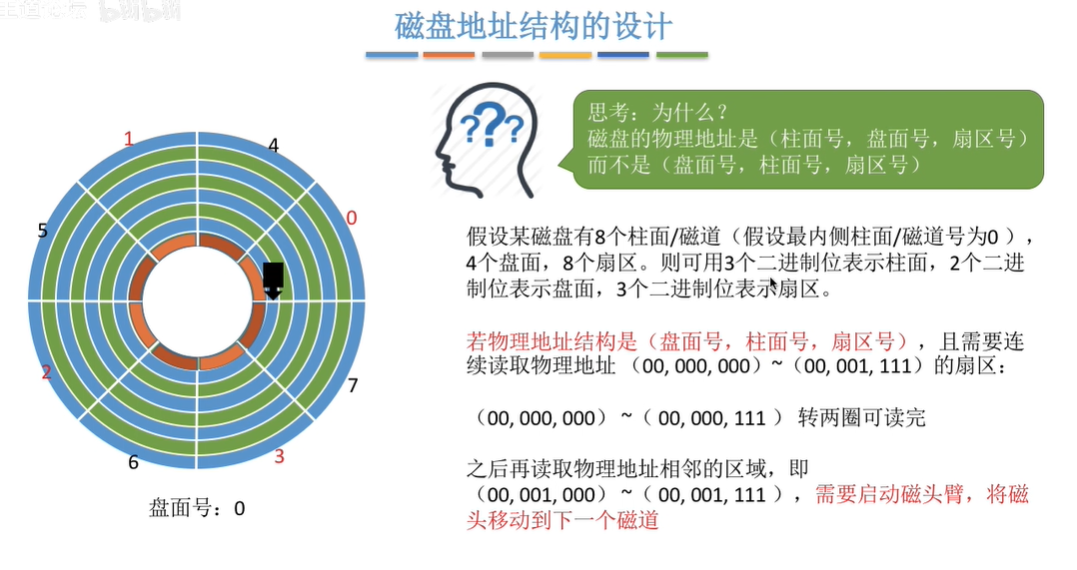 王道论坛 bilibili
磁盘地址结构的设计
???
思考：为什么？
磁盘的物理地址是（柱面号，盘面号，扇区号）
而不是（盘面号，柱面号，扇区号）
1
4
5
0
2
7
6
3
盘面号：0
假设某磁盘有8个柱面/磁道（假设最内侧柱面/磁道号为0 ），
4个盘面，8个扇区。则可用3个二进制位表示柱面，2个二进
制位表示盘面，3个二进制位表示扇区。
若物理地址结构是（盘面号，柱面号，扇区号），且需要连
续读取物理地址 （00, 000, 000）~（00, 001, 111）的扇区：
（00, 000, 000） ~（ 00, 000, 111 ） 转两圈可读完
之后再读取物理地址相邻的区域，即
（00, 001, 000） ~（ 00, 001, 111 ），需要启动磁头臂，将磁
头移动到下一个磁道